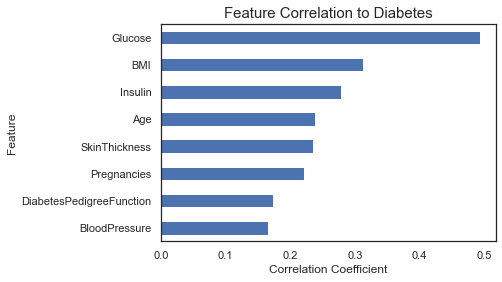 Feature Correlation to Diabetes
Feature
Glucose
BMI
Insulin
Age
SkinThickness
Pregnancies
DiabetesPedigreeFunction
BloodPressure
0.0 0.1 0.2 0.3 0.4 0.5
Correlation Coefficient